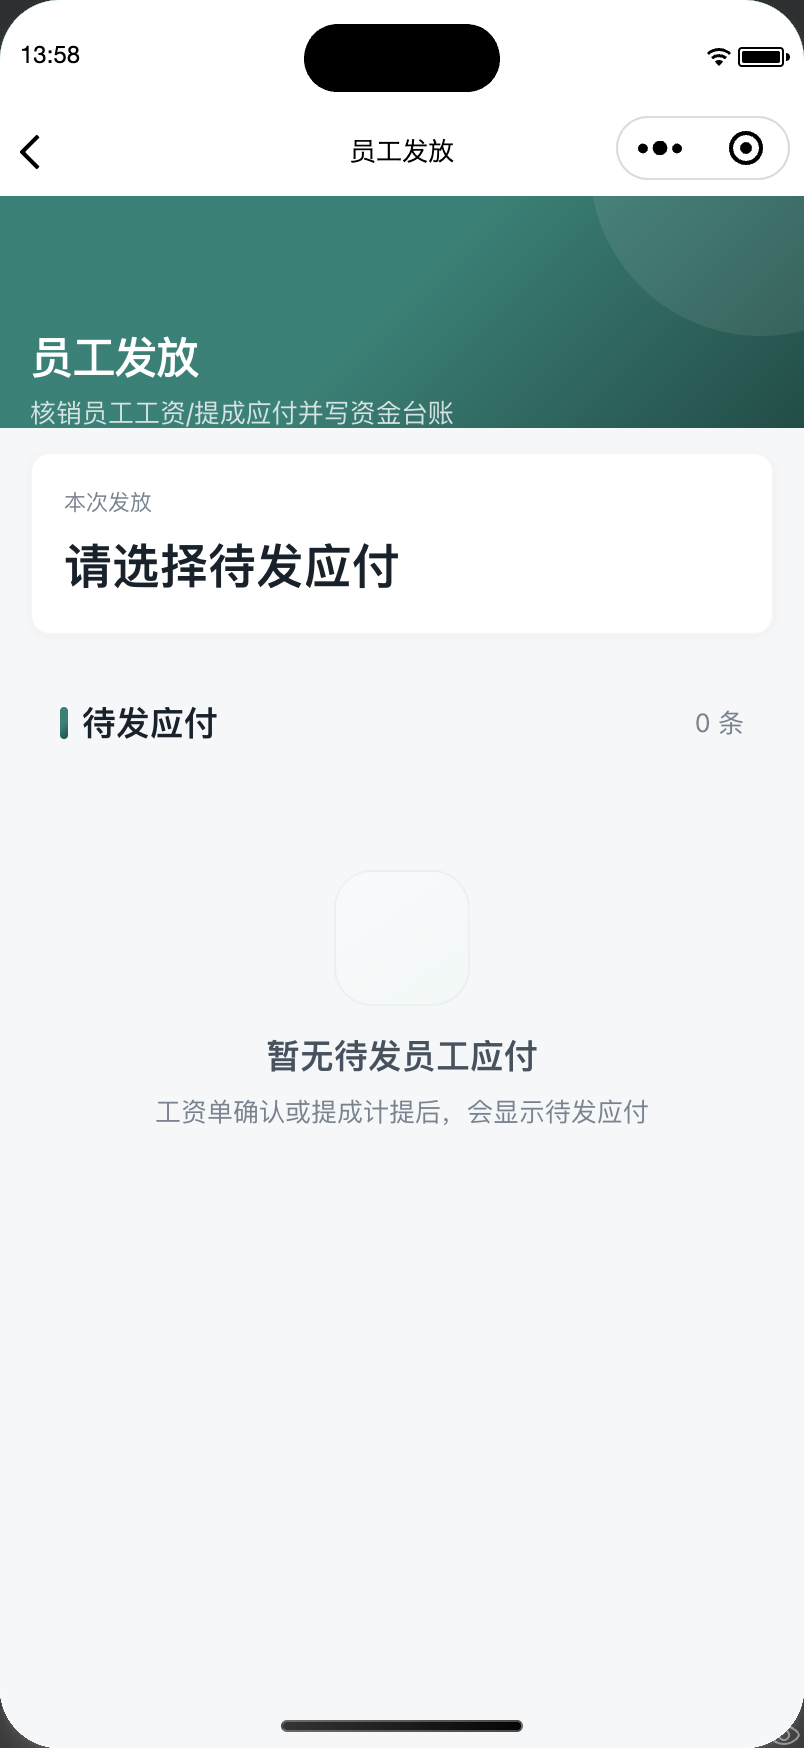 13:58
员工发放
员工发放
核销员工工资/提成应付并写资金台账
本次发放
请选择待发应付
待发应付
0 条
暂无待发员工应付
工资单确认或提成计提后，会显示待发应付